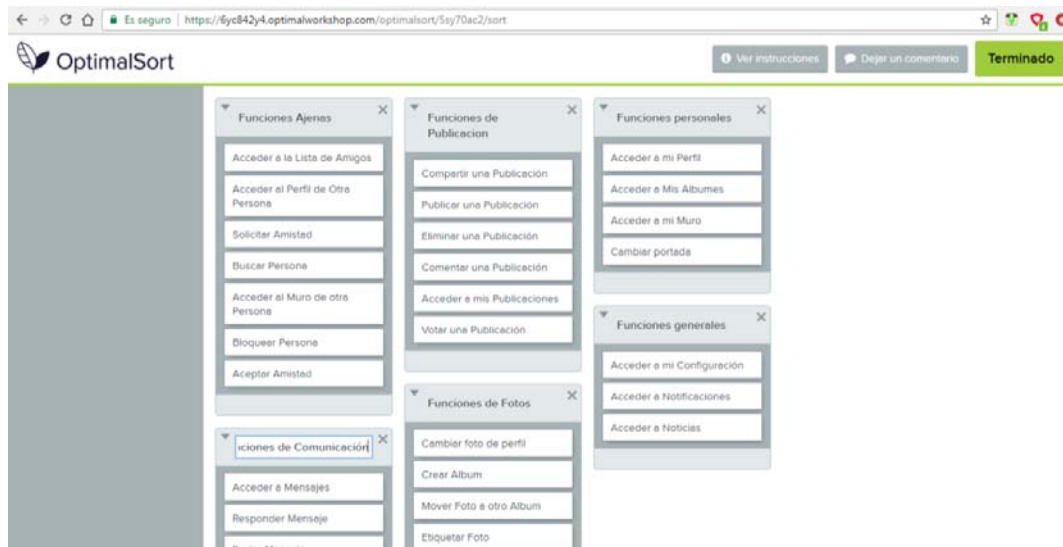 Es seguro | https://6yc842y4.optimalworkshop.com/optimalsort/5sy70ac2/sort
OptimalSort
Ver instrucciones
Dejar un comentario
Terminado
Funciones Ajenas
Acceder a la Lista de Amigos
Acceder al Perfil de Otra
Persona
Solicitar Amistad
Buscar Persona
Acceder al Muro de otra
Persona
Bloquear Persona
Aceptar Amistad
iciones de Comunicación
Acceder a Mensajes
Responder Mensaje
Funciones de
Publicacion
Compartir una Publicación
Publicar una Publicación
Eliminar una Publicación
Comentar una Publicación
Acceder a mis Publicaciones
Votar una Publicación
Funciones de Fotos
Cambiar foto de perfil
Crear Album
Mover Foto a otro Album
Etiquetar Foto
Funciones personales
Acceder a mi Perfil
Acceder a Mis Albumes
Acceder a mi Muro
Cambiar portada
Funciones generales
Acceder a mi Configuración
Acceder a Notificaciones
Acceder a Noticias